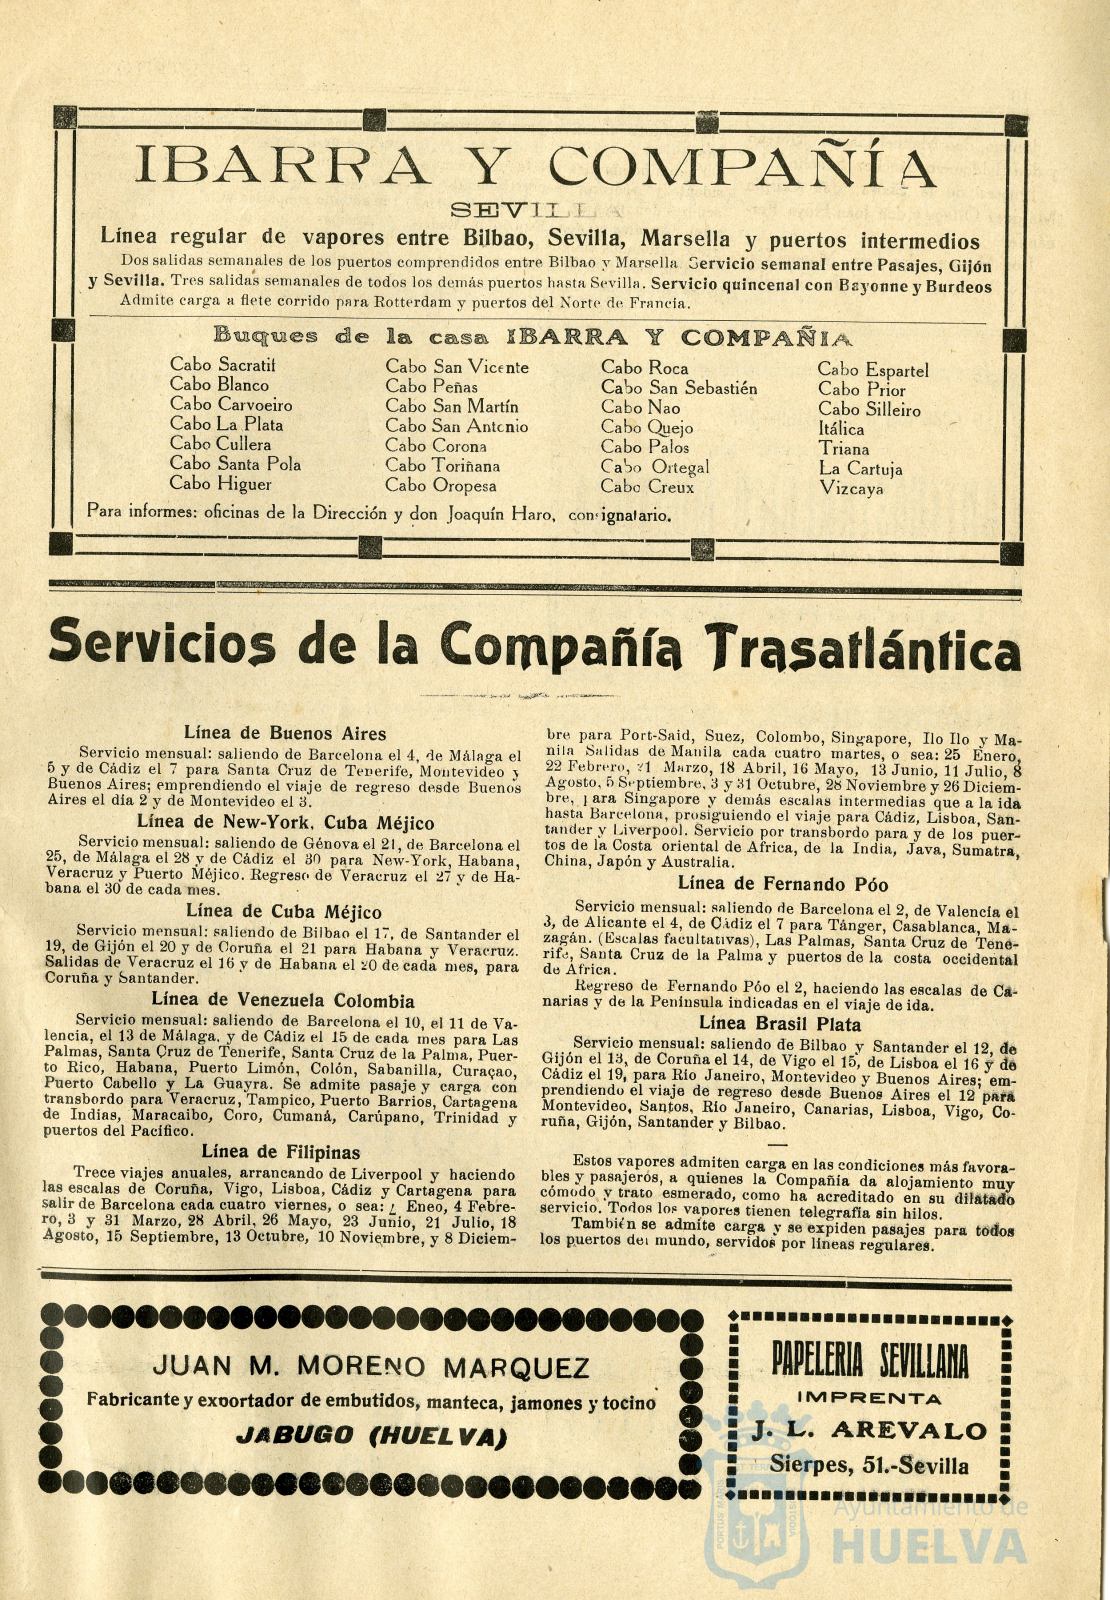 IBARRA Y COMPAÑÍA
SEVILLA
Línea regular de vapores entre Bilbao, Sevilla, Marsella y puertos intermedios
Dos salidas semanales de los puertos comprendidos entre Bilbao y Marsella Servicio semanal entre Pasajes, Gijón
y Sevilla. Tres salidas semanales de todos los demás puertos hasta Sevilla. Servicio quincenal con Bayonne y Burdeos
Admite carga a flete corrido para Rotterdam y puertos del Norte de Francia.
Buques de la casa IBARRA Y COMPAÑIA
Cabo Sacratif
Cabo Blanco
Cabo Carvoeiro
Cabo La Plata
Cabo Cullera
Cabo Santa Pola
Cabo Higuer
Cabo San Vicente
Cabo Peñas
Cabo San Martín
Cabo San Antonio
Cabo Corona
Cabo Toriñana
Cabo Oropesa
Cabo Roca
Cabo San Sebastién
Cabo Nao
Cabo Quejo
Cabo Palos
Cabo Ortegal
Cabo Creux
Cabo Espartel
Cabo Prior
Cabo Silleiro
Itálica
Triana
La Cartuja
Vizcaya
Para informes: oficinas de la Dirección y don Joaquín Haro, consignatario.
Servicios de la Compañía Trasatlántica
Línea de Buenos Aires
Servicio mensual: saliendo de Barcelona el 4, de Málaga el
5 y de Cádiz el 7 para Santa Cruz de Tenerife, Montevideo y
Buenos Aires; emprendiendo el viaje de regreso desde Buenos
Aires el día 2 y de Montevideo el 3.
Línea de New-York, Cuba Méjico
Servicio mensual: saliendo de Génova el 21, de Barcelona el
25, de Málaga el 28 y de Cádiz el 30 para New-York, Habana,
Veracruz y Puerto Méjico. Regreso de Veracruz el 27 y de Ha-
bana el 30 de cada mes.
Línea de Cuba Méjico
Servicio mensual: saliendo de Bilbao el 17, de Santander el
19, de Gijón el 20 y de Coruña el 21 para Habana y Veracruz.
Salidas de Veracruz el 16 y de Habana el 20 de cada mes, para
Coruña y Santander.
Línea de Venezuela Colombia
Servicio mensual: saliendo de Barcelona el 10, el 11 de Va-
lencia, el 13 de Málaga, y de Cádiz el 15 de cada mes para Las
Palmas, Santa Cruz de Tenerife, Santa Cruz de la Palma, Puer-
to Rico, Habana, Puerto Limón, Colón, Sabanilla, Curaçao,
Puerto Cabello y La Guayra. Se admite pasaje y carga con
transbordo para Veracruz, Tampico, Puerto Barrios, Cartagena
de Indias, Maracaibo, Coro, Cumaná, Carúpano, Trinidad y
puertos del Pacífico.
Línea de Filipinas
Trece viajes anuales, arrancando de Liverpool y haciendo
las escalas de Coruña, Vigo, Lisboa, Cádiz y Cartagena para
salir de Barcelona cada cuatro viernes, o sea: Eneo, 4 Febre-
ro, 3 y 31 Marzo, 28 Abril, 26 Mayo, 23 Junio, 21 Julio, 18
Agosto, 15 Septiembre, 13 Octubre, 10 Noviembre, y 8 Diciem-
bre para Port-Said, Suez, Colombo, Singapore, Ilo Ilo y Ma-
nila Salidas de Manila cada cuatro martes, o sea: 25 Enero,
22 Febrero, 21 Marzo, 18 Abril, 16 Mayo, 13 Junio, 11 Julio, 8
Agosto, 5 Septiembre, 3 y 31 Octubre, 28 Noviembre y 26 Diciem-
bre, para Singapore y demás escalas intermedias que a la ida
hasta Barcelona, prosiguiendo el viaje para Cádiz, Lisboa, San-
tander y Liverpool. Servicio por transbordo para y de los puer-
tos de la Costa oriental de Africa, de la India, Java, Sumatra,
China, Japón y Australia.
Línea de Fernando Póo
Servicio mensual: saliendo de Barcelona el 2, de Valencia el
3, de Alicante el 4, de Cádiz el 7 para Tánger, Casablanca, Ma-
zagán. (Escalas facultativas), Las Palmas, Santa Cruz de Tene-
rife, Santa Cruz de la Palma y puertos de la costa occidental
de Africa.
Regreso de Fernando Póo el 2, haciendo las escalas de Ca-
narias y de la Península indicadas en el viaje de ida.
Línea Brasil Plata
Servicio mensual: saliendo de Bilbao y Santander el 12, de
Gijón el 13, de Coruña el 14, de Vigo el 15, de Lisboa el 16 y de
Cádiz el 19, para Río Janeiro, Montevideo y Buenos Aires; em-
prendiendo el viaje de regreso desde Buenos Aires el 12 para
Montevideo, Santos, Río Janeiro, Canarias, Lisboa, Vigo, Co-
ruña, Gijón, Santander y Bilbao.
Estos vapores admiten carga en las condiciones más favora-
bles y pasajeros, a quienes la Compañía da alojamiento muy
cómodo y trato esmerado, como ha acreditado en su dilatado
servicio. Todos los vapores tienen telegrafía sin hilos.
También se admite carga y se expiden pasajes para todos
los puertos del mundo, servidos por líneas regulares.
JUAN M. MORENO MARQUEZ
Fabricante y exportador de embutidos, manteca, jamones y tocino
JABUGO (HUELVA)
PAPELERIA SEVILLANA
IMPRENTA
J. L. AREVALO
Sierpes, 51.-Sevilla
Ayuntamiento de
HUELVA